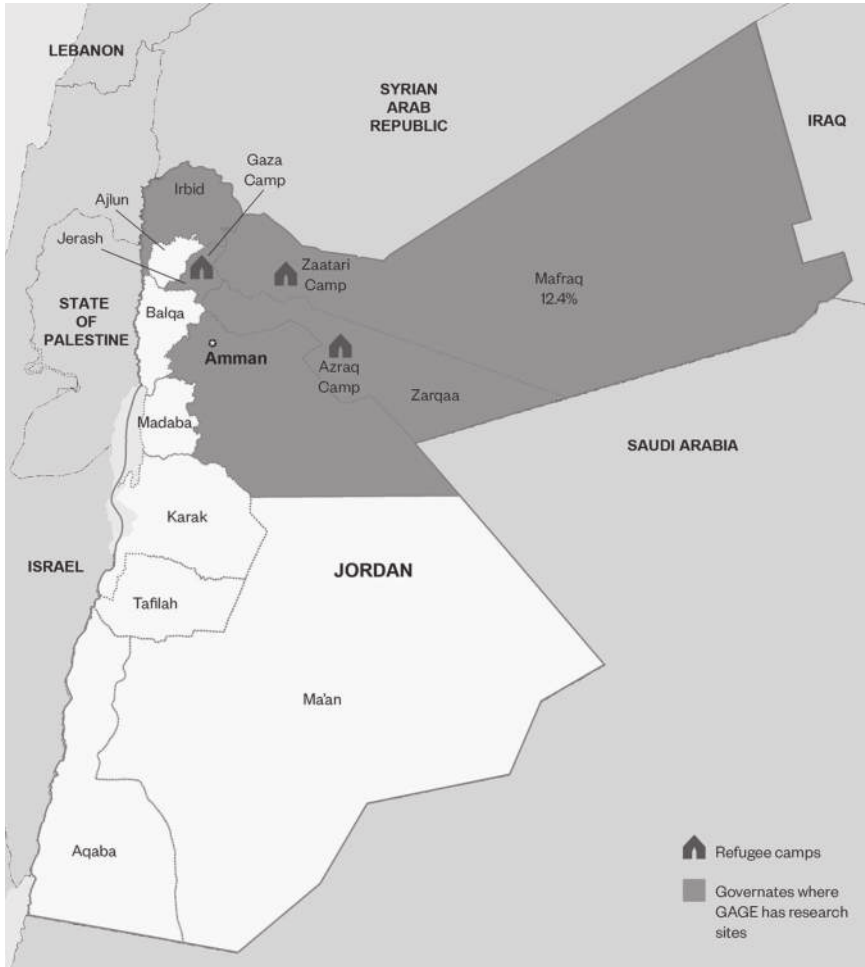 LEBANON
SYRIAN
ARAB
REPUBLIC
IRAQ
Gaza
Camp
Irbid
Ajlun
Jerash
Zaatari
Camp
Mafraq
12.4%
STATE
OF
PALESTINE
Balqa
Amman
Azraq
Camp
Zarqaa
Madaba
SAUDI ARABIA
Karak
ISRAEL
JORDAN
Tafilah
Ma'an
Aqaba
Refugee camps
Governates where
GAGE has research
sites